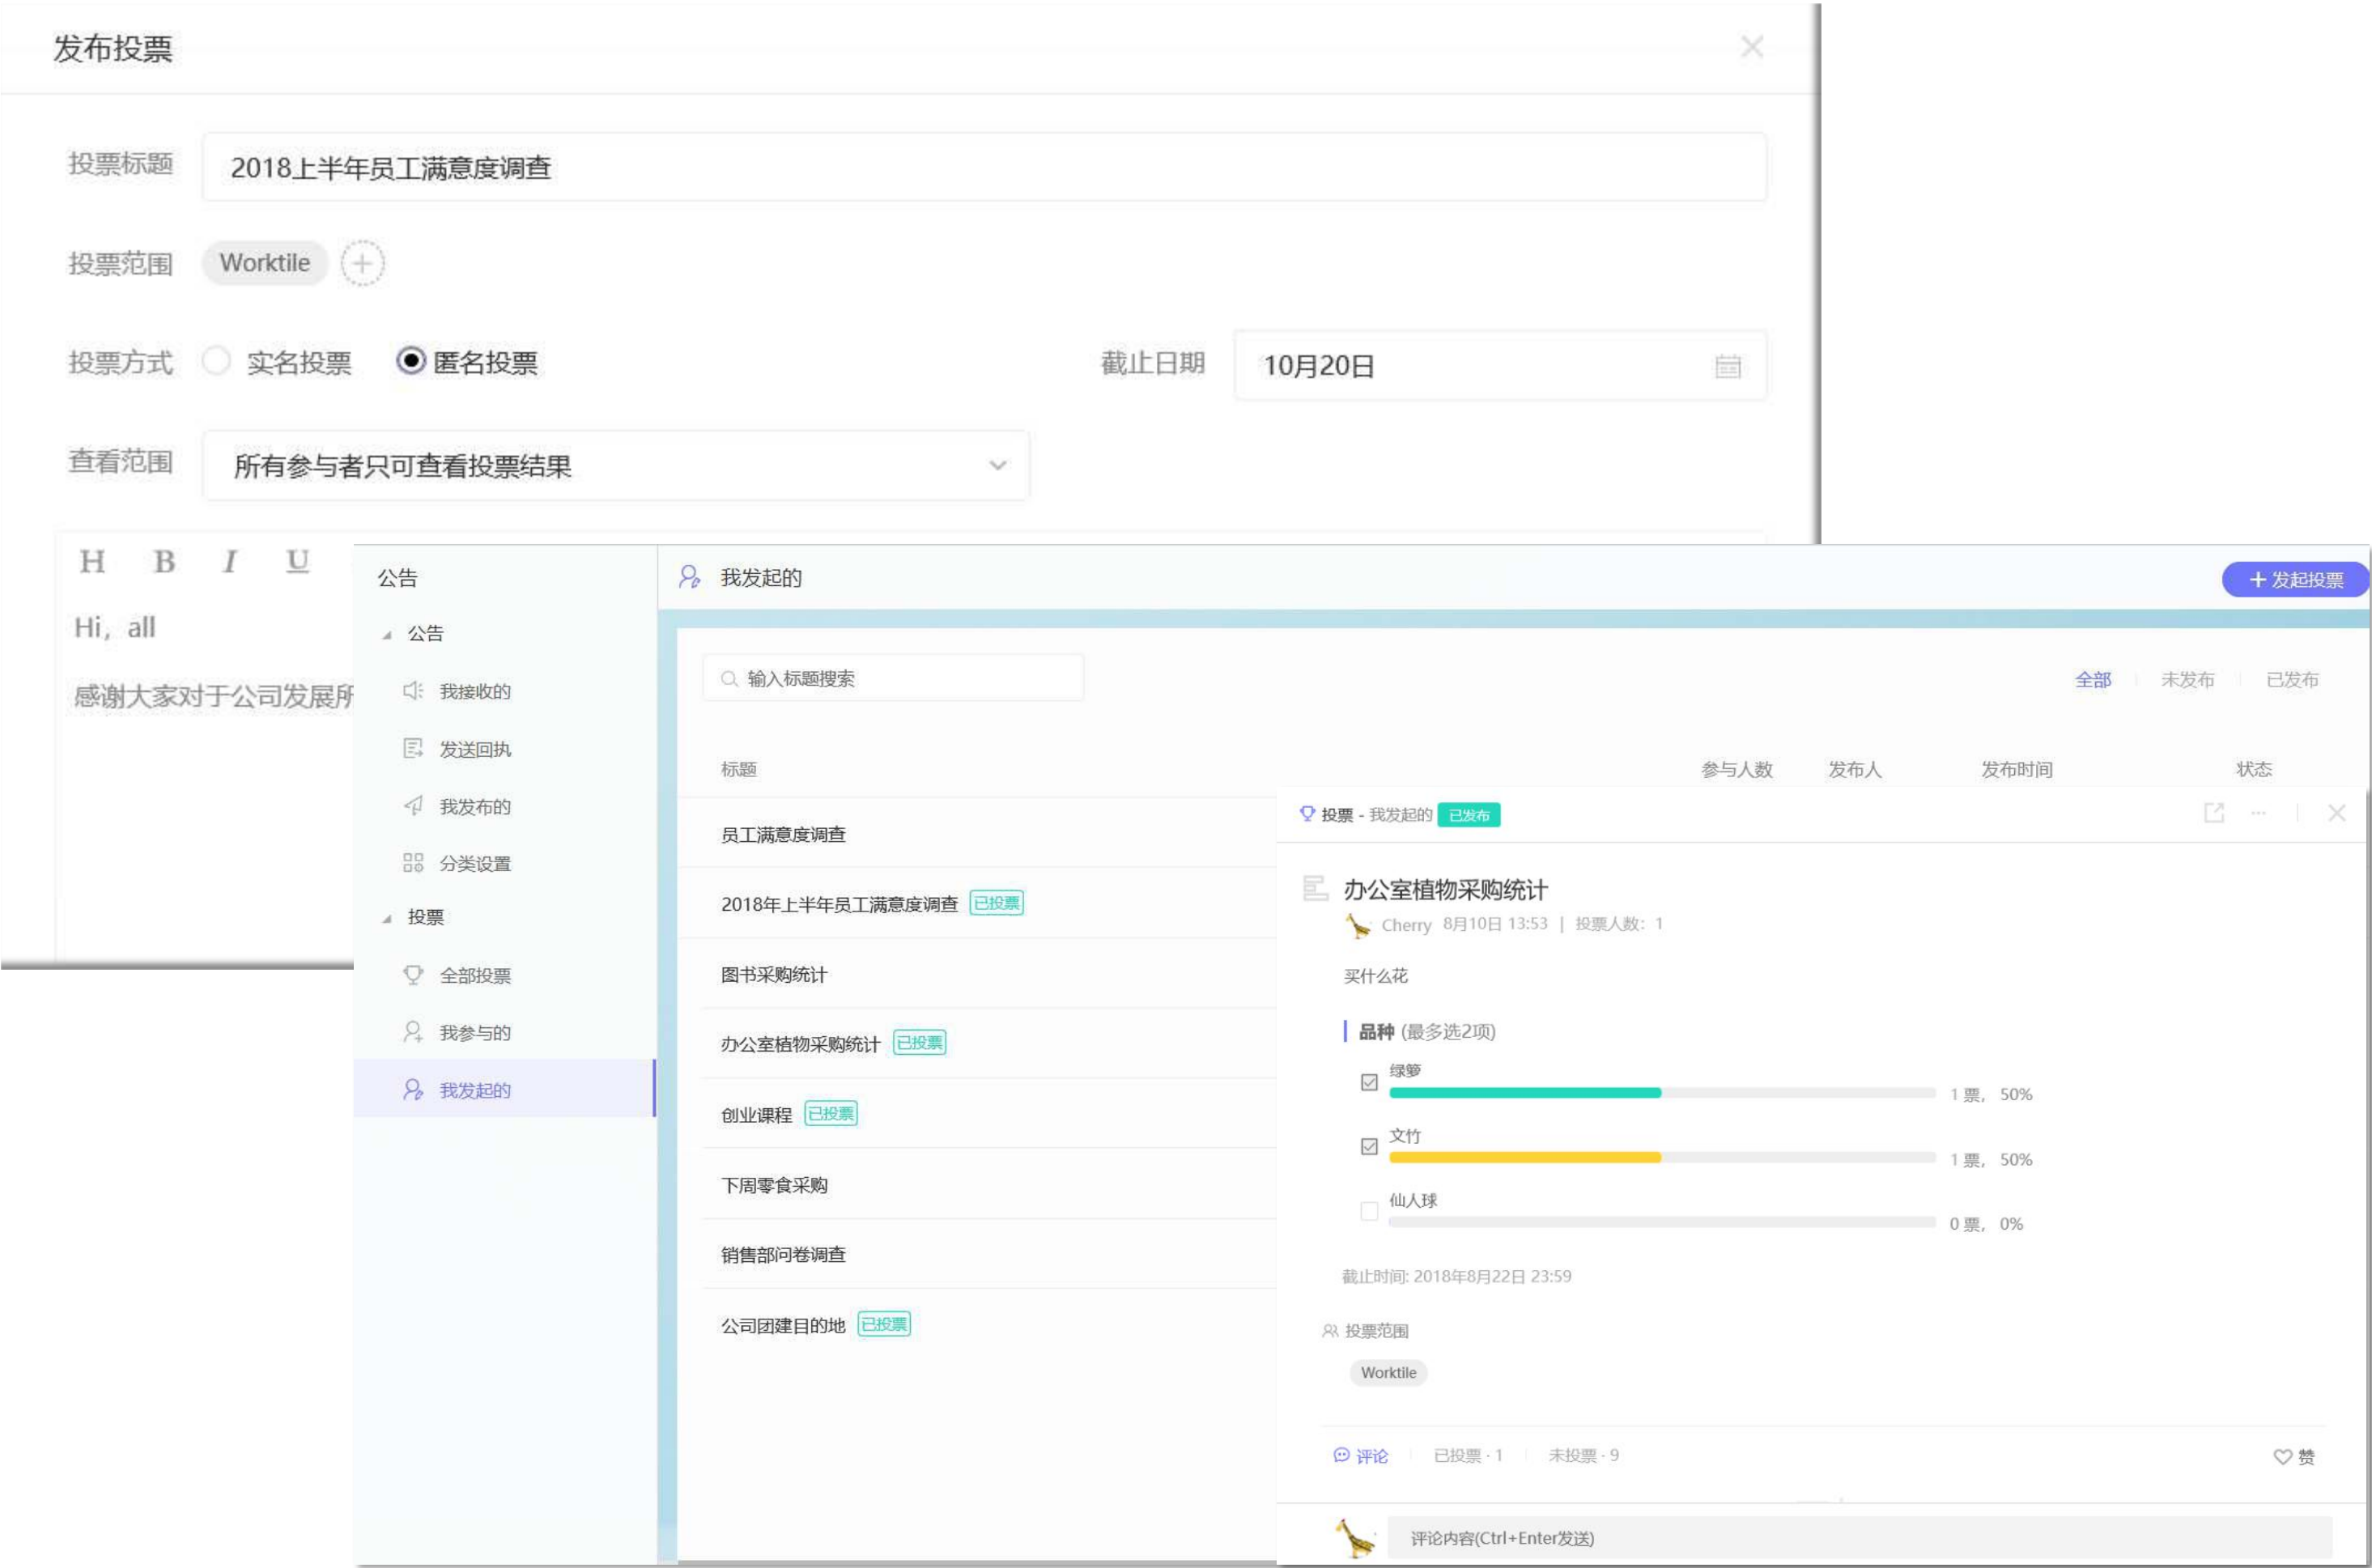 发布投票
投票标题 2018上半年员工满意度调查
投票范围 Worktile
投票方式 实名投票 匿名投票 截止日期 10月20日
查看范围 所有参与者只可查看投票结果
H B I U
Hi, all
感谢大家对于公司发展所
公告
公告
我接收的
发送回执
我发布的
分类设置
投票
全部投票
我参与的
我发起的
我发起的 +发起投票
输入标题搜索 全部 未发布 已发布
标题 参与人数 发布人 发布时间 状态
员工满意度调查
2018年上半年员工满意度调查 已投票
图书采购统计
办公室植物采购统计 已投票
创业课程 已投票
下周零食采购
销售部问卷调查
公司团建目的地 已投票
投票 - 我发起的 已发布
办公室植物采购统计
Cherry 8月10日 13:53 | 投票人数: 1
买什么花
品种 (最多选2项)
绿箩
1 票, 50%
文竹
1 票, 50%
仙人球
0 票, 0%
截止时间: 2018年8月22日 23:59
投票范围
Worktile
评论 已投票 · 1 未投票 · 9 赞
评论内容(Ctrl+Enter发送)